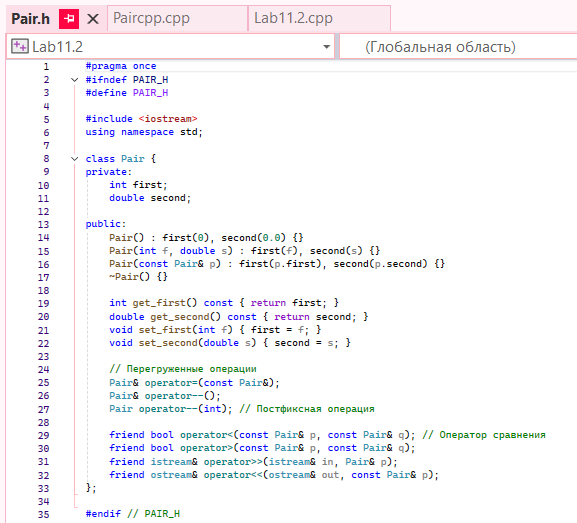 Pair.h Paircpp.cpp Lab11.2.cpp
Lab11.2 (Глобальная область)
1 #pragma once
2 #ifndef PAIR_H
3 #define PAIR_H
4
5 #include <iostream>
6 using namespace std;
7
8 class Pair {
9 private:
10 int first;
11 double second;
12
13 public:
14 Pair() : first(0), second(0.0) {}
15 Pair(int f, double s) : first(f), second(s) {}
16 Pair(const Pair& p) : first(p.first), second(p.second) {}
17 ~Pair() {}
18
19 int get_first() const { return first; }
20 double get_second() const { return second; }
21 void set_first(int f) { first = f; }
22 void set_second(double s) { second = s; }
23
24 // Перегруженные операции
25 Pair& operator=(const Pair&);
26 Pair& operator--();
27 Pair operator--(int); // Постфиксная операция
28
29 friend bool operator<(const Pair& p, const Pair& q); // Оператор сравнения
30 friend bool operator>(const Pair& p, const Pair& q);
31 friend istream& operator>>(istream& in, Pair& p);
32 friend ostream& operator<<(ostream& out, const Pair& p);
33 };
34
35 #endif // PAIR_H